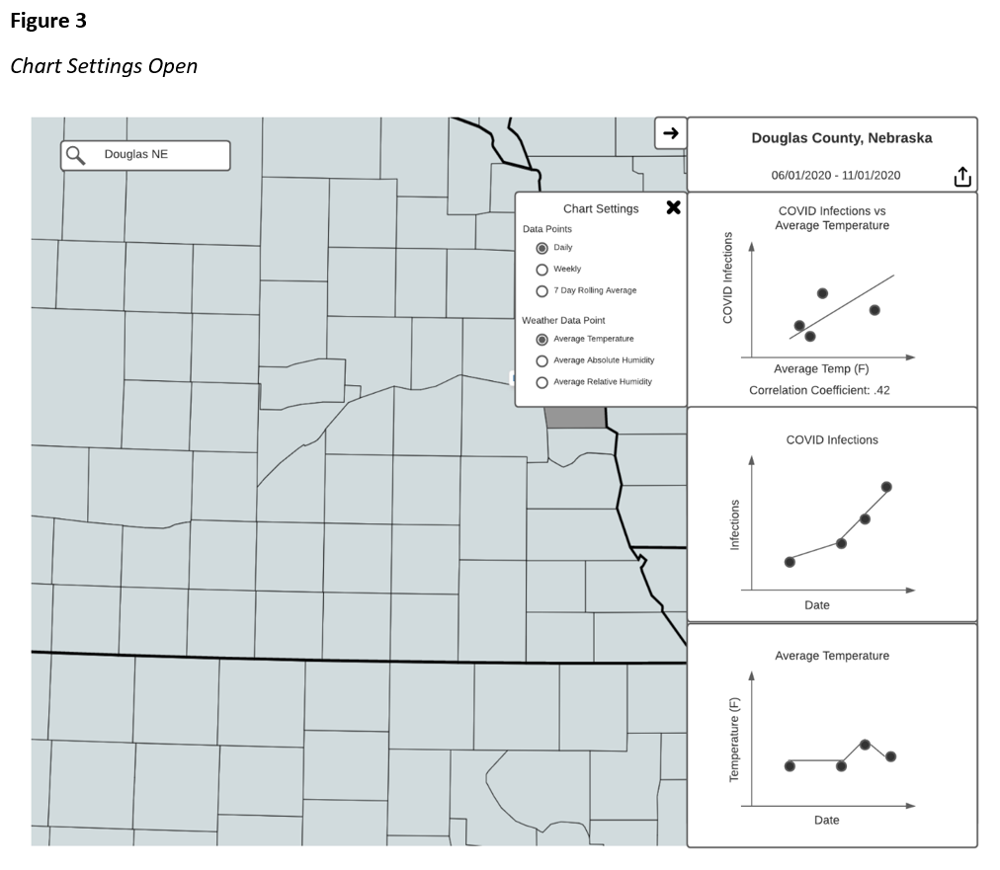 Figure 3
Chart Settings Open
Douglas NE
Douglas County, Nebraska
06/01/2020 - 11/01/2020
Chart Settings
Data Points
Daily
Weekly
7 Day Rolling Average
Weather Data Point
Average Temperature
Average Absolute Humidity
Average Relative Humidity
COVID Infections vs
Average Temperature
COVID Infections
Average Temp (F)
Correlation Coefficient: .42
COVID Infections
Infections
Date
Average Temperature
Temperature (F)
Date